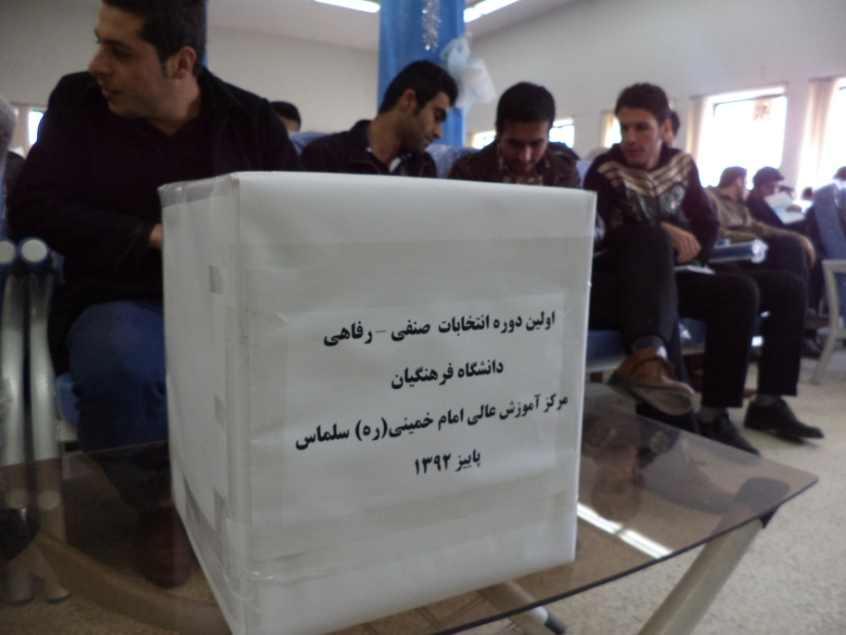 اولین دوره انتخابات صنفی - رفاهی
دانشگاه فرهنگیان
مرکز آموزش عالی امام خمینی(ره) سلماس
پاییز ۱۳۹۲